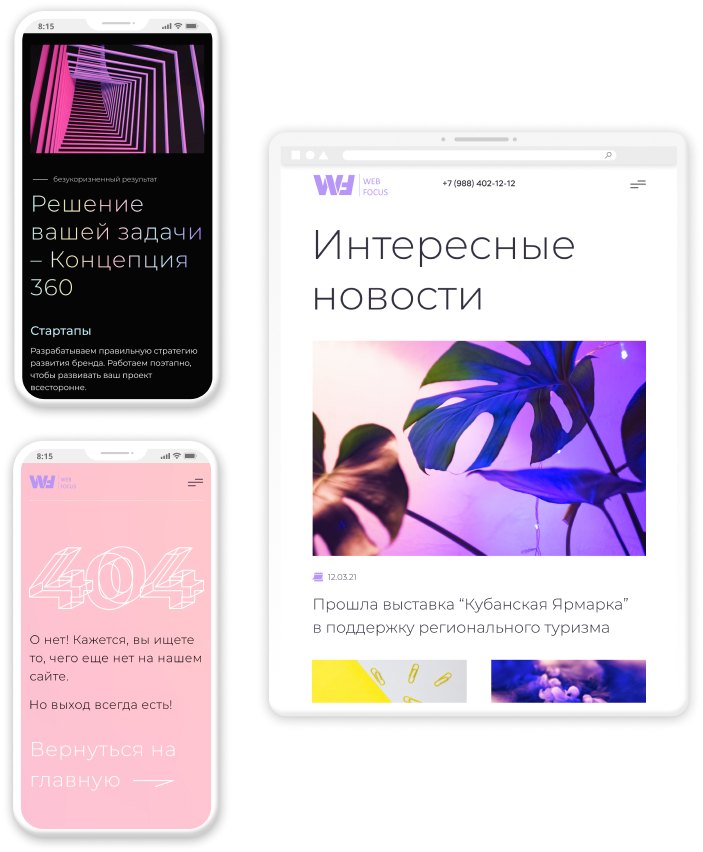 8:15
безукоризненный результат
Решение
вашей задачи
– Концепция
360
Стартапы
Разрабатываем правильную стратегию
развития бренда. Работаем поэтапно,
чтобы развивать ваш проект
всесторонне.
8:15
WF WEB
FOCUS
404
О нет! Кажется, вы ищете
то, чего еще нет на нашем
сайте.
Но выход всегда есть!
Вернуться на
главную
WF WEB
FOCUS
+7 (988) 402-12-12
Интересные
новости
12.03.21
Прошла выставка “Кубанская Ярмарка”
в поддержку регионального туризма